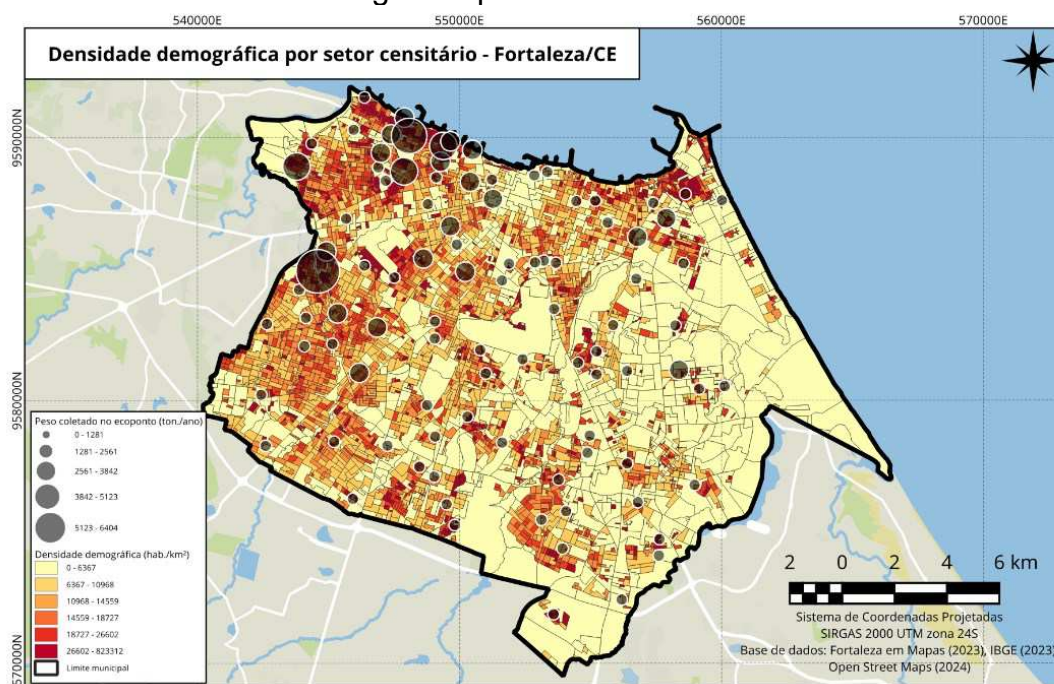 540000E
550000E
560000E
570000E
Densidade demográfica por setor censitário - Fortaleza/CE
9590000N
9580000N
9570000N
Peso coletado no ecoponto (ton./ano)
0 - 1281
1281 - 2561
2561 - 3842
3842 - 5123
5123 - 6404
Densidade demográfica (hab./km²)
0 - 6367
6367 - 10968
10968 - 14559
14559 - 18727
18727 - 26602
26602 - 823312
Limite municipal
2 0 2 4 6 km
Sistema de Coordenadas Projetadas
SIRGAS 2000 UTM zona 24S
Base de dados: Fortaleza em Mapas (2023), IBGE (2023)
Open Street Maps (2024)